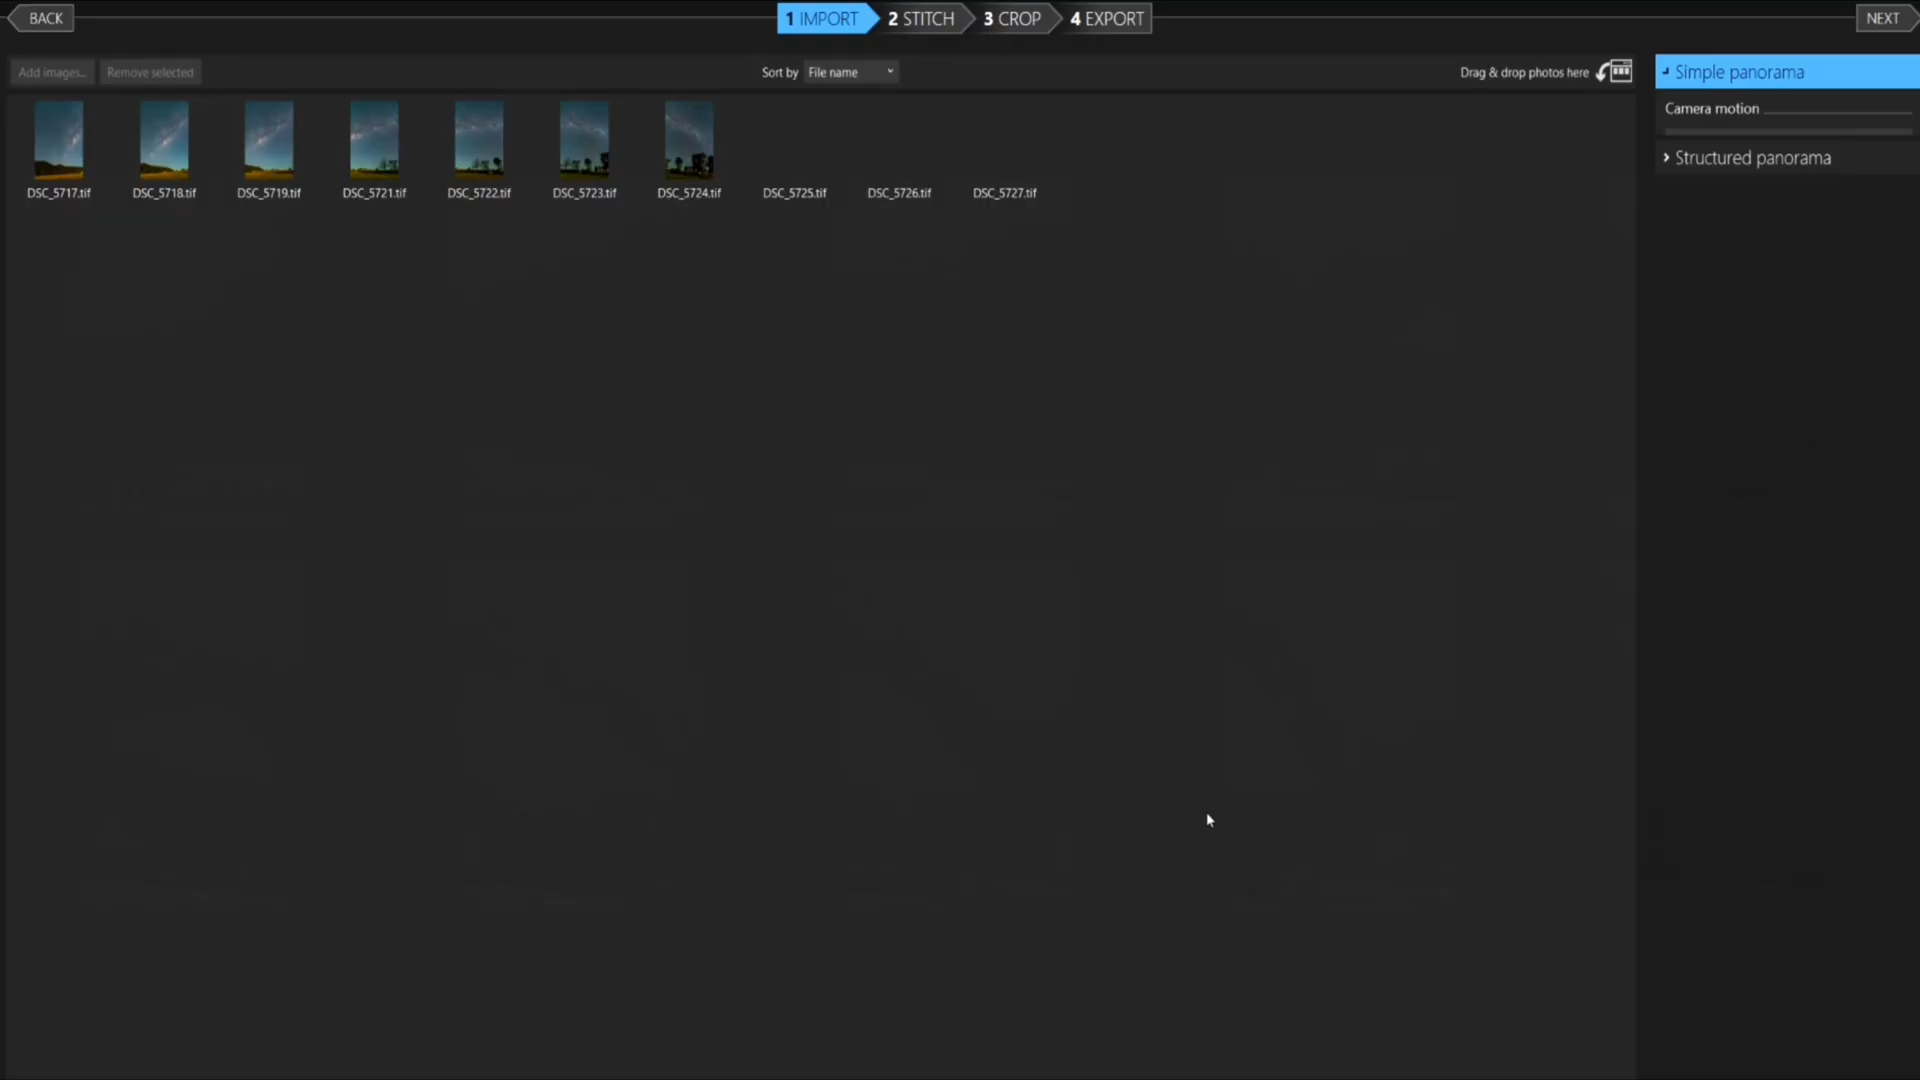 BACK
1 IMPORT 2 STITCH 3 CROP 4 EXPORT
NEXT
Add images...
Remove selected
Sort by File name
Drag & drop photos here
Simple panorama
Camera motion
Structured panorama
DSC_5717.tif
DSC_5718.tif
DSC_5719.tif
DSC_5721.tif
DSC_5722.tif
DSC_5723.tif
DSC_5724.tif
DSC_5725.tif
DSC_5726.tif
DSC_5727.tif